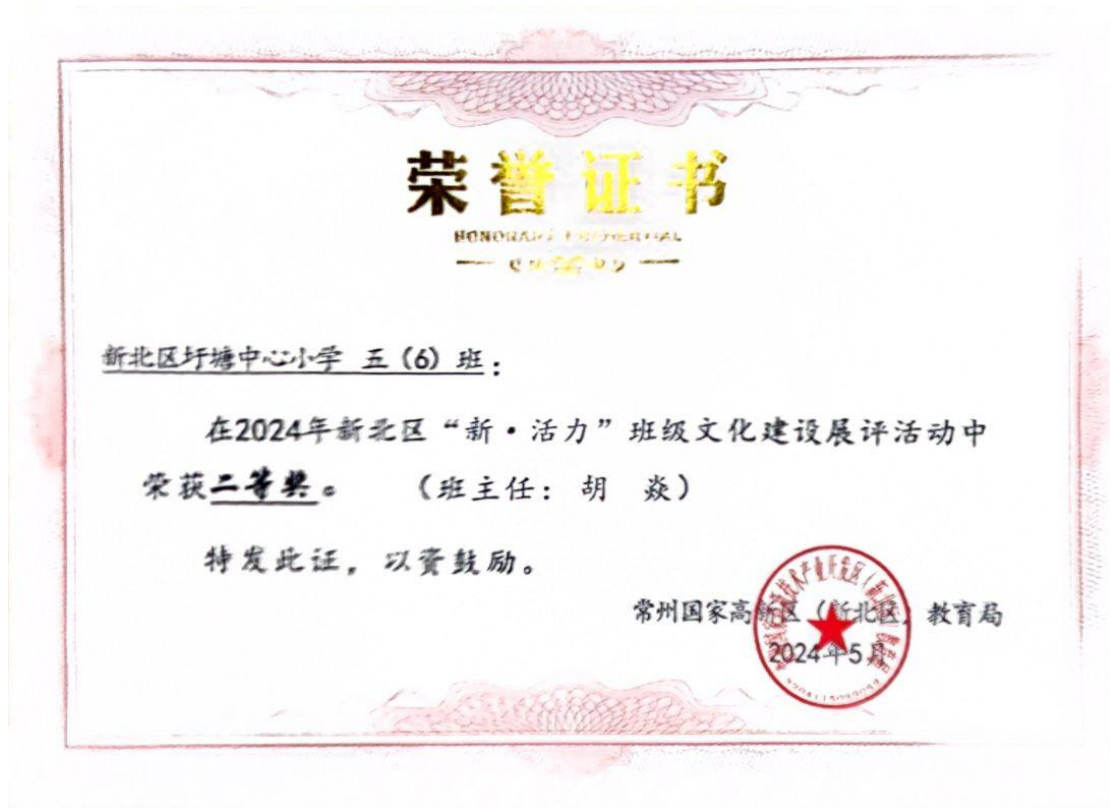 荣誉证书
新北区圩塘中心小学 五（6）班：
在2024年新北区“新·活力”班级文化建设展评活动中
荣获二等奖。 （班主任：胡 焱）
特发此证，以资鼓励。
常州国家高新区（新北区）教育局
2024年5月